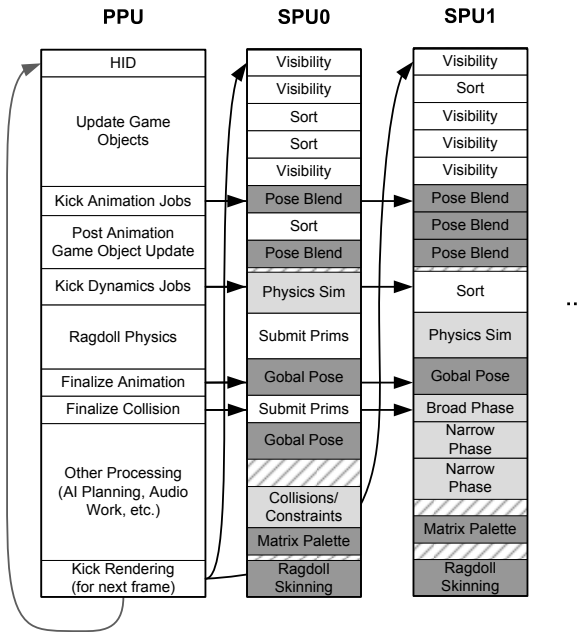 PPU
SPU0
SPU1
HID
Update Game
Objects
Kick Animation Jobs
Post Animation
Game Object Update
Kick Dynamics Jobs
Ragdoll Physics
Finalize Animation
Finalize Collision
Other Processing
(AI Planning, Audio
Work, etc.)
Kick Rendering
(for next frame)
Visibility
Visibility
Sort
Sort
Visibility
Pose Blend
Sort
Pose Blend
Physics Sim
Submit Prims
Gobal Pose
Submit Prims
Gobal Pose
Collisions/
Constraints
Matrix Palette
Ragdoll
Skinning
Visibility
Sort
Visibility
Visibility
Visibility
Pose Blend
Pose Blend
Pose Blend
Sort
Physics Sim
Gobal Pose
Broad Phase
Narrow
Phase
Narrow
Phase
Matrix Palette
Ragdoll
Skinning
..